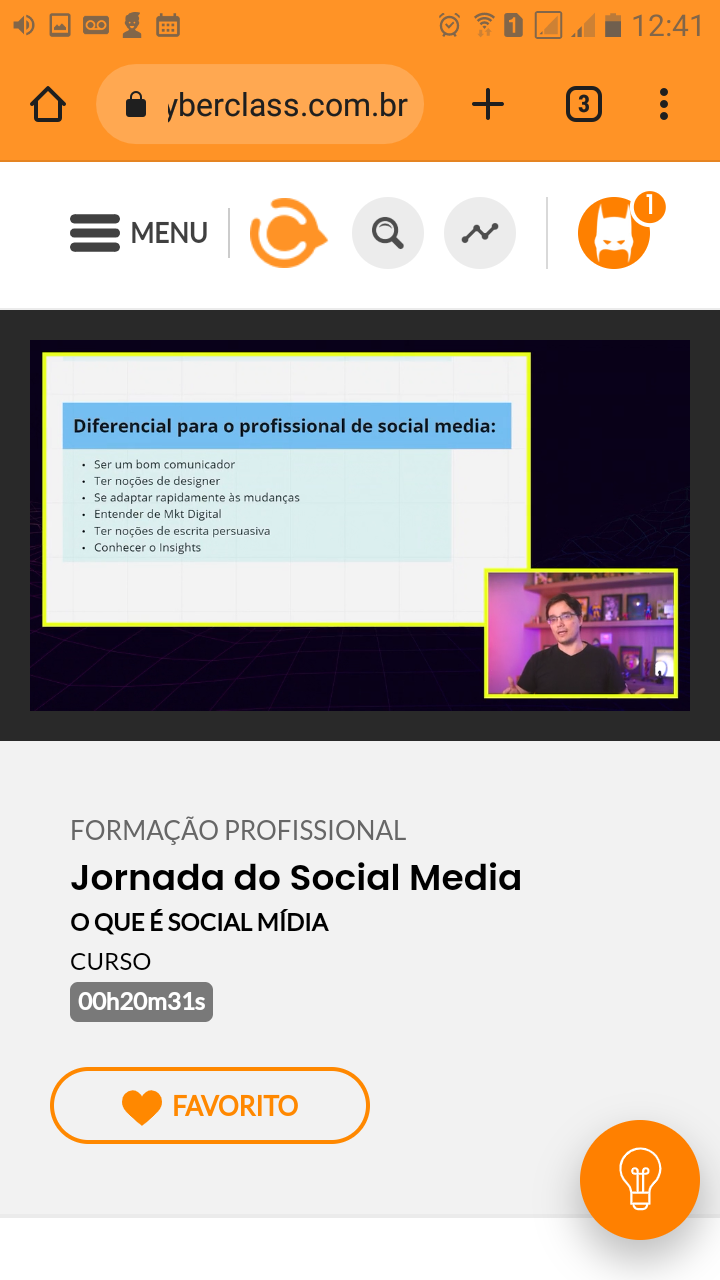 1
12:41
yberclass.com.br
3
MENU
1
Diferencial para o profissional de social media:
• Ser um bom comunicador
• Ter noções de designer
• Se adaptar rapidamente às mudanças
• Entender de Mkt Digital
• Ter noções de escrita persuasiva
• Conhecer o Insights
FORMAÇÃO PROFISSIONAL
Jornada do Social Media
O QUE É SOCIAL MÍDIA
CURSO
00h20m31s
FAVORITO